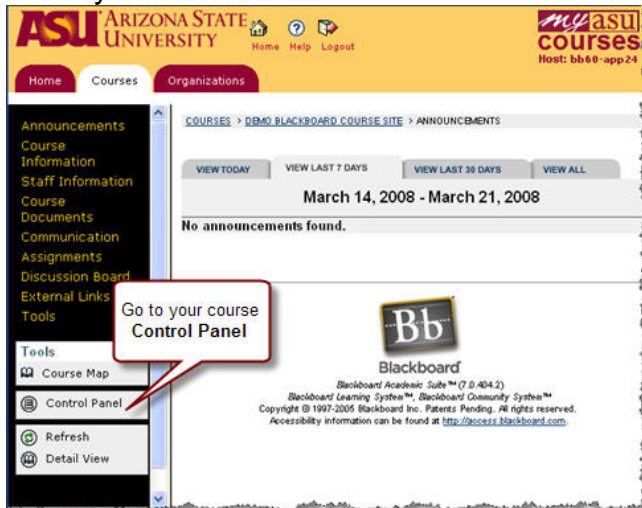 ASU ARIZONA STATE UNIVERSITY
Home Help Logout
myasu
courses
Host: bb60-app24
Home Courses Organizations
Announcements
Course
Information
Staff Information
Course
Documents
Communication
Assignments
Discussion Board
External Links
Tools
Tools
Course Map
Control Panel
Refresh
Detail View
COURSES > DEMO BLACKBOARD COURSE SITE > ANNOUNCEMENTS
VIEW TODAY VIEW LAST 7 DAYS VIEW LAST 30 DAYS VIEW ALL
March 14, 2008 - March 21, 2008
No announcements found.
Go to your course
Control Panel
Bb
Blackboard
Blackboard Academic Suite™ (7.0.404.2)
Blackboard Learning System™, Blackboard Community System™
Copyright © 1997-2005 Blackboard Inc. Patents Pending. All rights reserved.
Accessibility information can be found at http://access.blackboard.com.